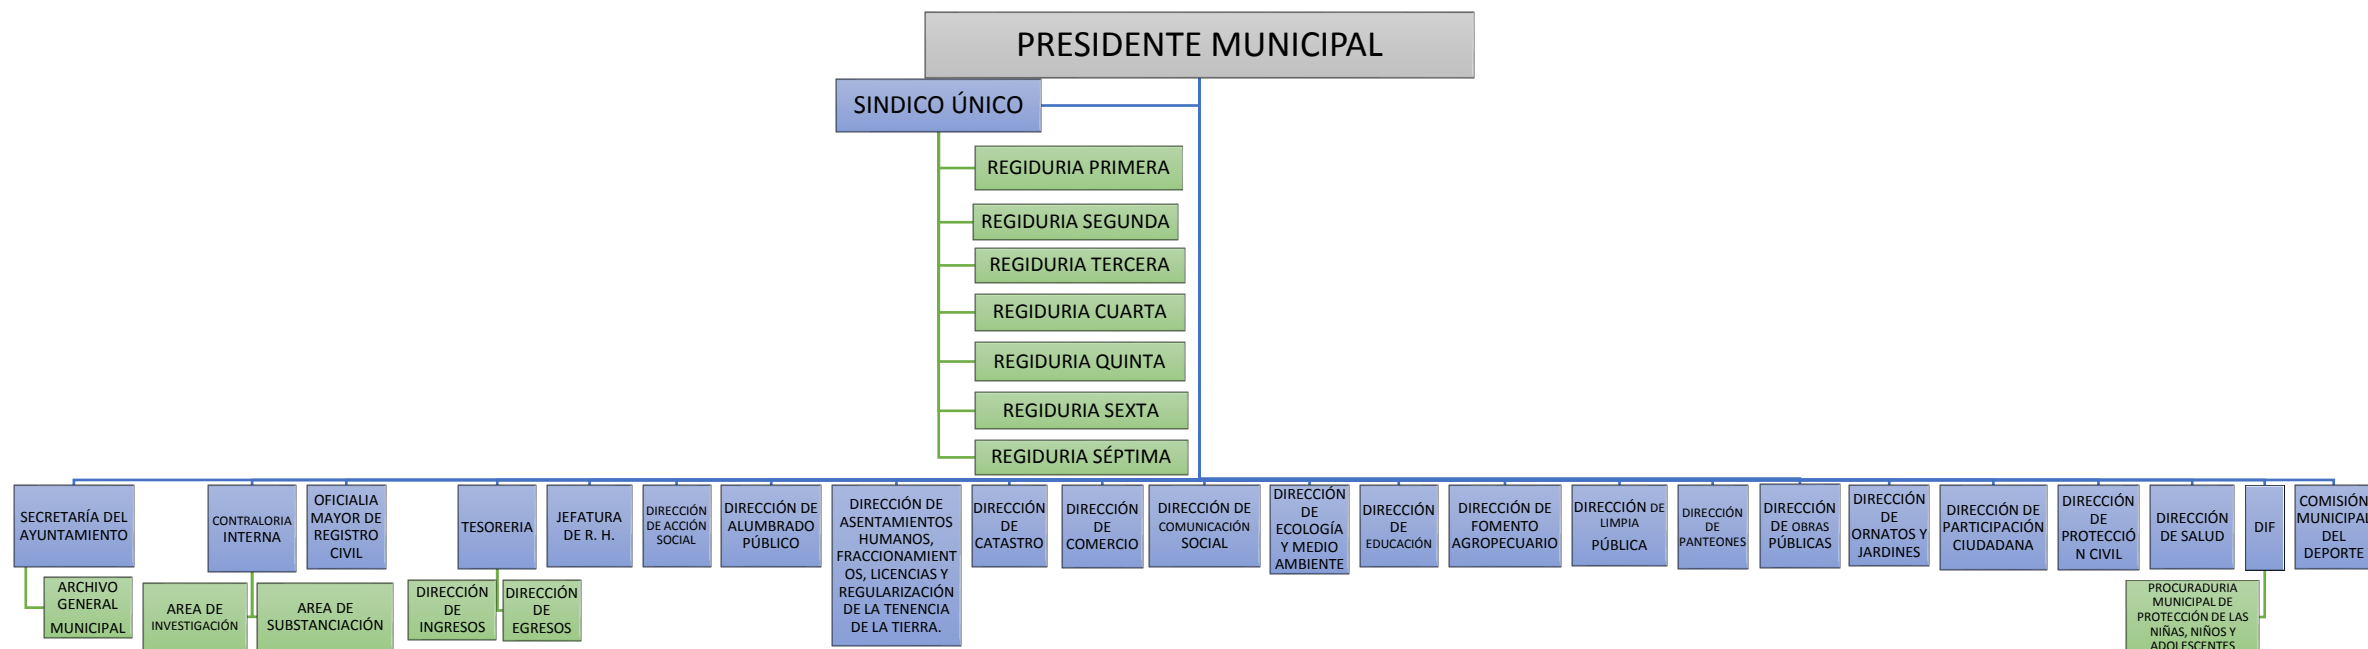 PRESIDENTE MUNICIPAL
SINDICO ÚNICO
REGIDURIA PRIMERA
REGIDURIA SEGUNDA
REGIDURIA TERCERA
REGIDURIA CUARTA
REGIDURIA QUINTA
REGIDURIA SEXTA
REGIDURIA SÉPTIMA
SECRETARÍA DEL
AYUNTAMIENTO
CONTRALORIA
INTERNA
OFICIALIA
MAYOR DE
REGISTRO
CIVIL
TESORERIA
JEFATURA
DE R. H.
DIRECCIÓN
DE ACCIÓN
SOCIAL
DIRECCIÓN DE
ALUMBRADO
PÚBLICO
DIRECCIÓN DE
ASENTAMIENTOS
HUMANOS,
FRACCIONAMIENT
OS, LICENCIAS Y
REGULARIZACIÓN
DE LA TENENCIA
DE LA TIERRA.
DIRECCIÓN
DE
CATASTRO
DIRECCIÓN
DE
COMERCIO
DIRECCIÓN DE
COMUNICACIÓN
SOCIAL
DIRECCIÓN
DE
ECOLOGÍA
Y MEDIO
AMBIENTE
DIRECCIÓN
DE
EDUCACIÓN
DIRECCIÓN DE
FOMENTO
AGROPECUARIO
DIRECCIÓN DE
LIMPIA
PÚBLICA
DIRECCIÓN
DE
PANTEONES
DIRECCIÓN
DE OBRAS
PÚBLICAS
DIRECCIÓN
DE
ORNATOS Y
JARDINES
DIRECCIÓN DE
PARTICIPACIÓN
CIUDADANA
DIRECCIÓN
DE
PROTECCIÓ
N CIVIL
DIRECCIÓN
DE SALUD
DIF
COMISIÓN
MUNICIPAL
DEL
DEPORTE
ARCHIVO
GENERAL
MUNICIPAL
AREA DE
INVESTIGACIÓN
AREA DE
SUBSTANCIACIÓN
DIRECCIÓN
DE
INGRESOS
DIRECCIÓN
DE
EGRESOS
PROCURADURIA
MUNICIPAL DE
PROTECCIÓN DE LAS
NIÑAS, NIÑOS Y
ADOLESCENTES